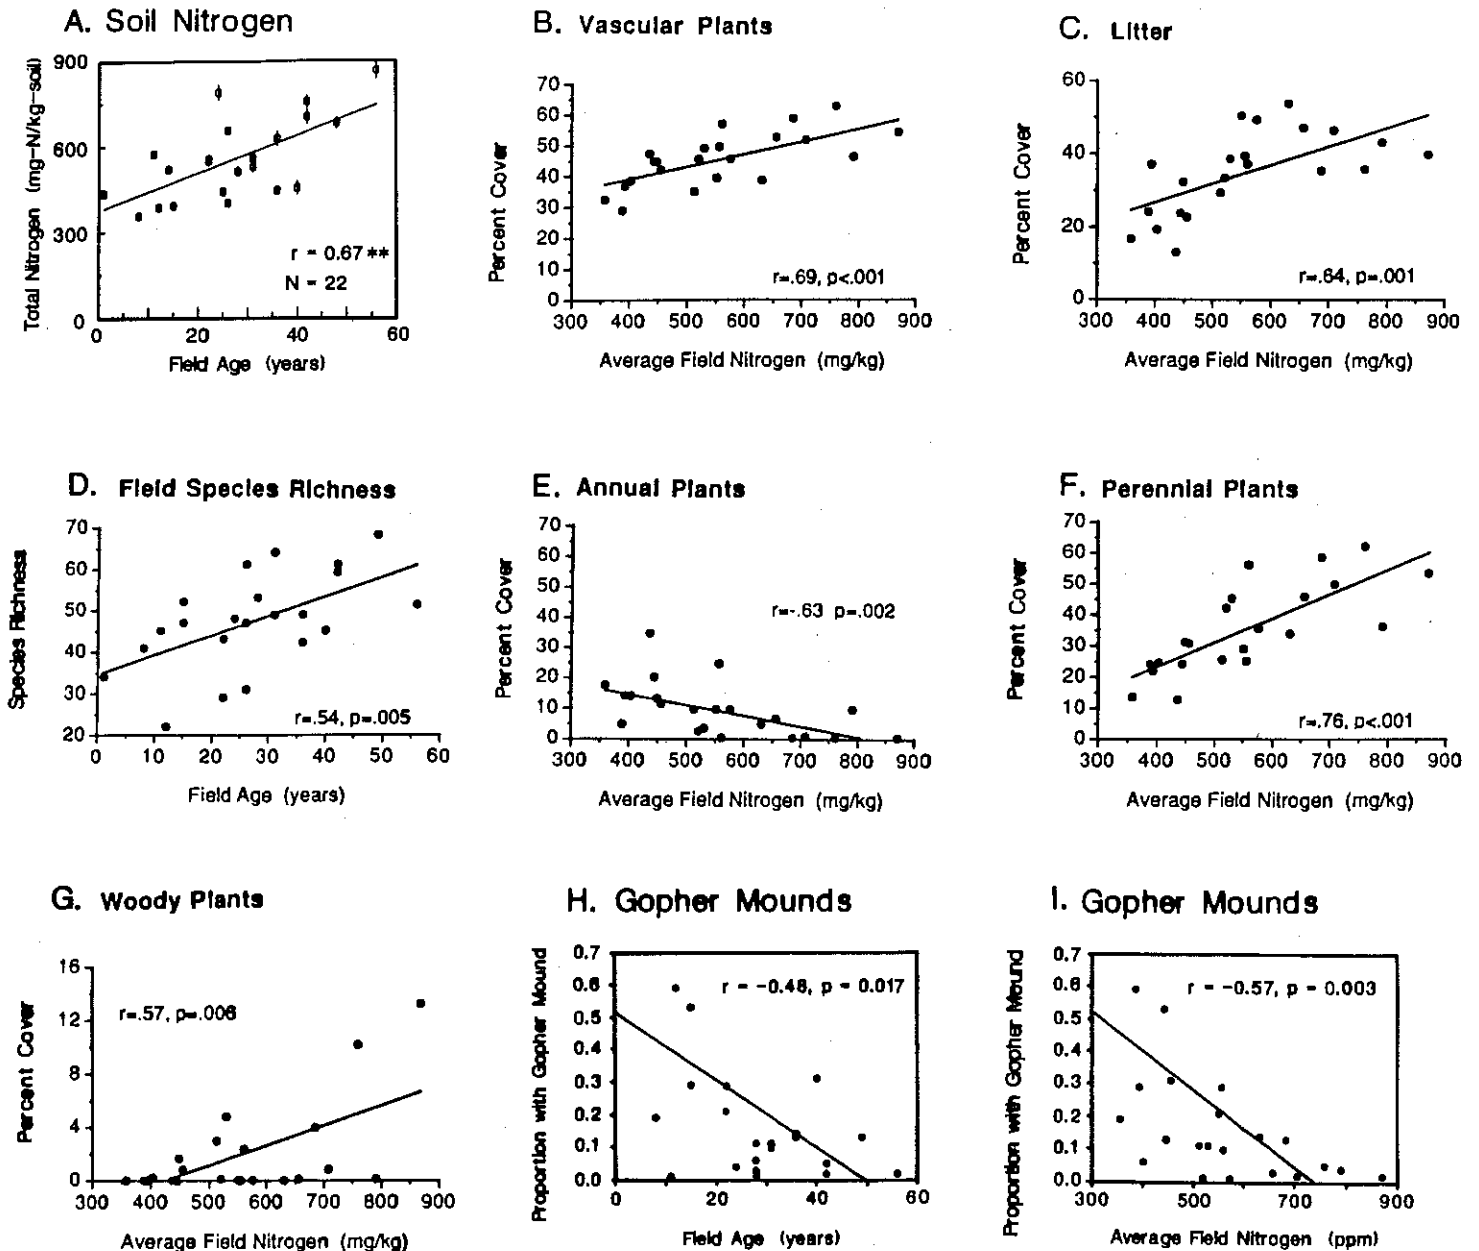 A. Soil Nitrogen
Total Nitrogen (mg-N/kg-soil)
900
600
300
0
r = 0.67**
N = 22
0 20 40 60
Field Age (years)
B. Vascular Plants
Percent Cover
70
60
50
40
30
20
10
0
r=.69, p<.001
300 400 500 600 700 800 900
Average Field Nitrogen (mg/kg)
C. Litter
Percent Cover
60
40
20
0
r=.64, p=.001
300 400 500 600 700 800 900
Average Field Nitrogen (mg/kg)
D. Field Species Richness
Species Richness
70
60
50
40
30
20
r=.54, p=.005
0 10 20 30 40 50 60
Field Age (years)
E. Annual Plants
Percent Cover
70
60
50
40
30
20
10
0
r=-.63 p=.002
300 400 500 600 700 800 900
Average Field Nitrogen (mg/kg)
F. Perennial Plants
Percent Cover
70
60
50
40
30
20
10
0
r=.76, p<.001
300 400 500 600 700 800 900
Average Field Nitrogen (mg/kg)
G. Woody Plants
Percent Cover
16
12
8
4
0
r=.57, p=.006
300 400 500 600 700 800 900
Average Field Nitrogen (mg/kg)
H. Gopher Mounds
Proportion with Gopher Mound
0.7
0.6
0.5
0.4
0.3
0.2
0.1
0.0
r = -0.48, p = 0.017
0 20 40 60
Field Age (years)
I. Gopher Mounds
Proportion with Gopher Mound
0.7
0.6
0.5
0.4
0.3
0.2
0.1
0.0
r = -0.57, p = 0.003
300 500 700 900
Average Field Nitrogen (ppm)